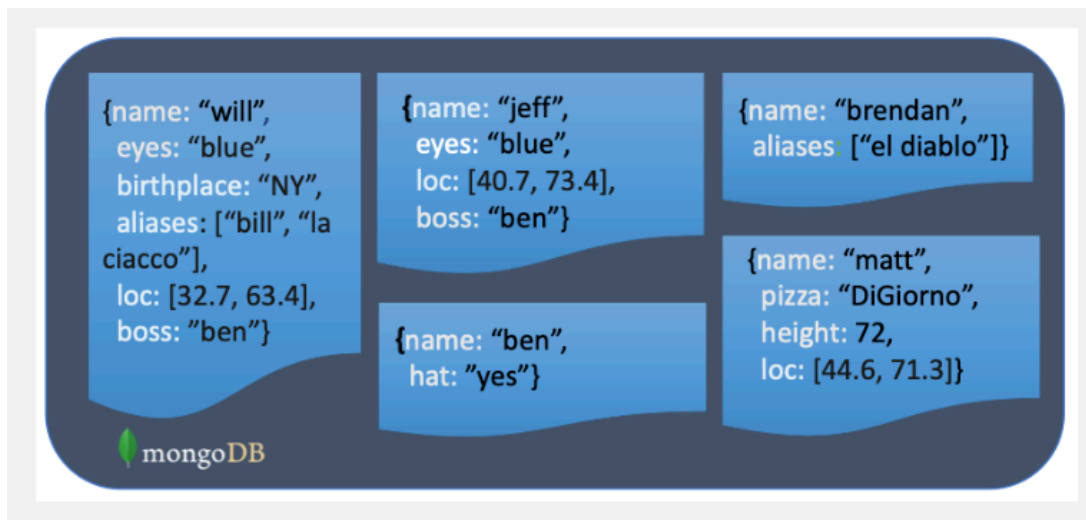 {name: “will”,
eyes: “blue”,
birthplace: “NY”,
aliases: [“bill”, “la
ciacco”],
loc: [32.7, 63.4],
boss: ”ben”}
{name: “jeff”,
eyes: “blue”,
loc: [40.7, 73.4],
boss: “ben”}
{name: “ben”,
hat: ”yes”}
{name: “brendan”,
aliases: [“el diablo”]}
{name: “matt”,
pizza: “DiGiorno”,
height: 72,
loc: [44.6, 71.3]}
mongoDB